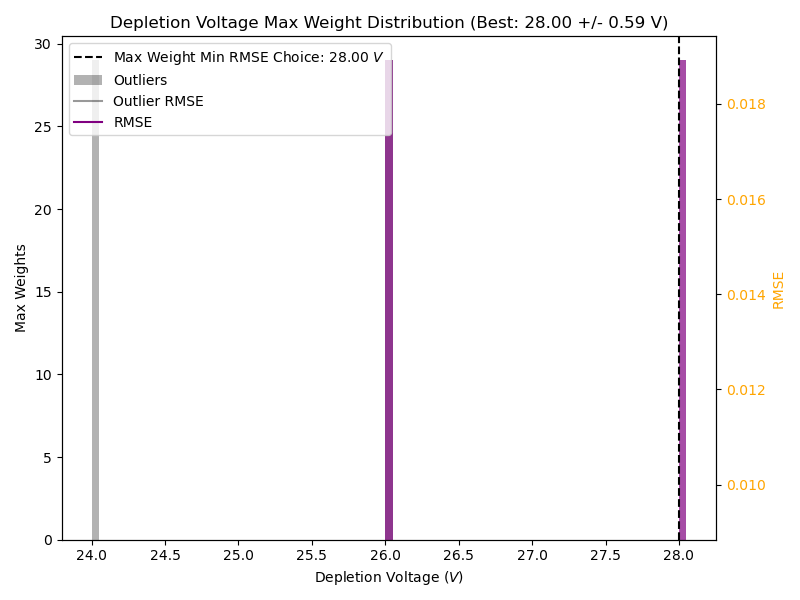 Depletion Voltage Max Weight Distribution (Best: 28.00 +/- 0.59 V)
Max Weight Min RMSE Choice: 28.00 V
Outliers
Outlier RMSE
RMSE
30
25
20
15
10
5
0
Max Weights
0.018
0.016
0.014
0.012
0.010
RMSE
24.0 24.5 25.0 25.5 26.0 26.5 27.0 27.5 28.0
Depletion Voltage (V)